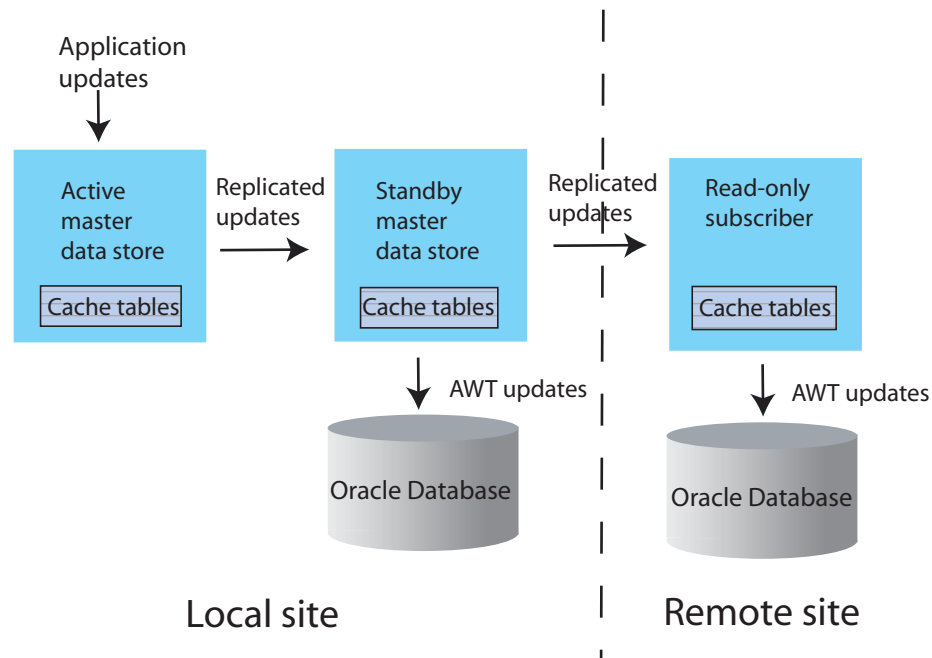 Application
updates
Active
master
data store
Cache tables
Replicated
updates
Standby
master
data store
Cache tables
Replicated
updates
Read-only
subscriber
Cache tables
AWT updates
AWT updates
Oracle Database
Oracle Database
Local site
Remote site